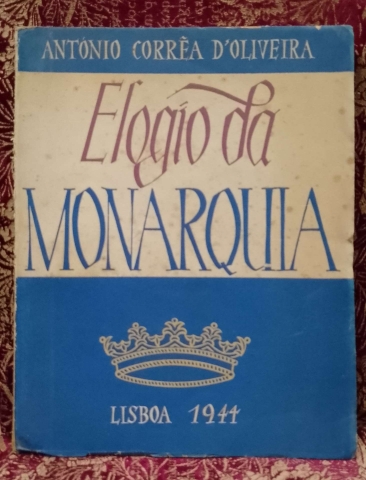 ANTÓNIO CORRÊA D'OLIVEIRA
Elogio da
MONARQUIA
LISBOA 1944